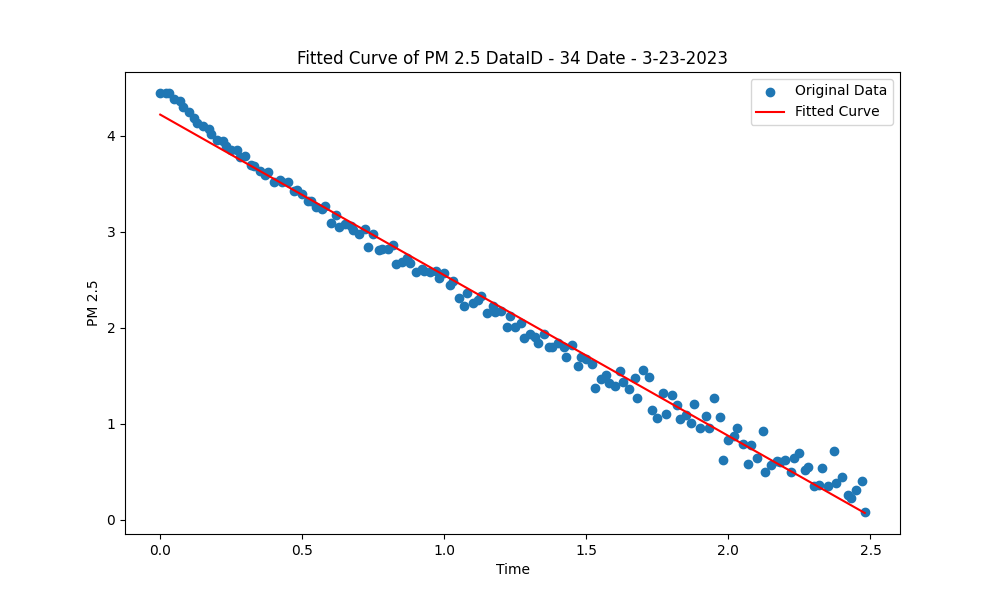 Fitted Curve of PM 2.5 DataID - 34 Date - 3-23-2023
Original Data
Fitted Curve
PM 2.5
4
3
2
1
0
0.0 0.5 1.0 1.5 2.0 2.5
Time